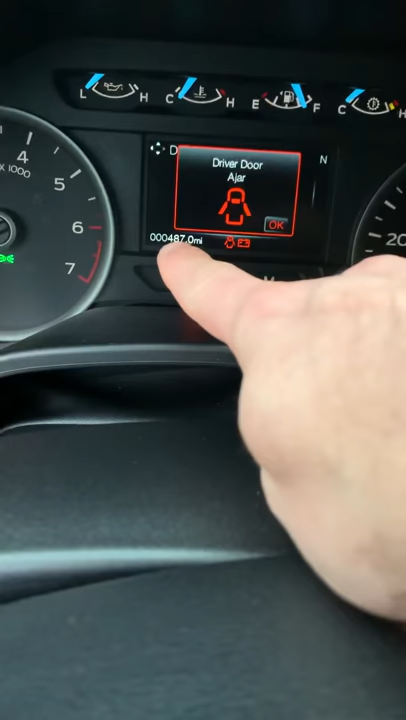 L H C H E F C H
D
N
Driver Door
Ajar
OK
000487.0mi
4
x 1000
5
6
7
20